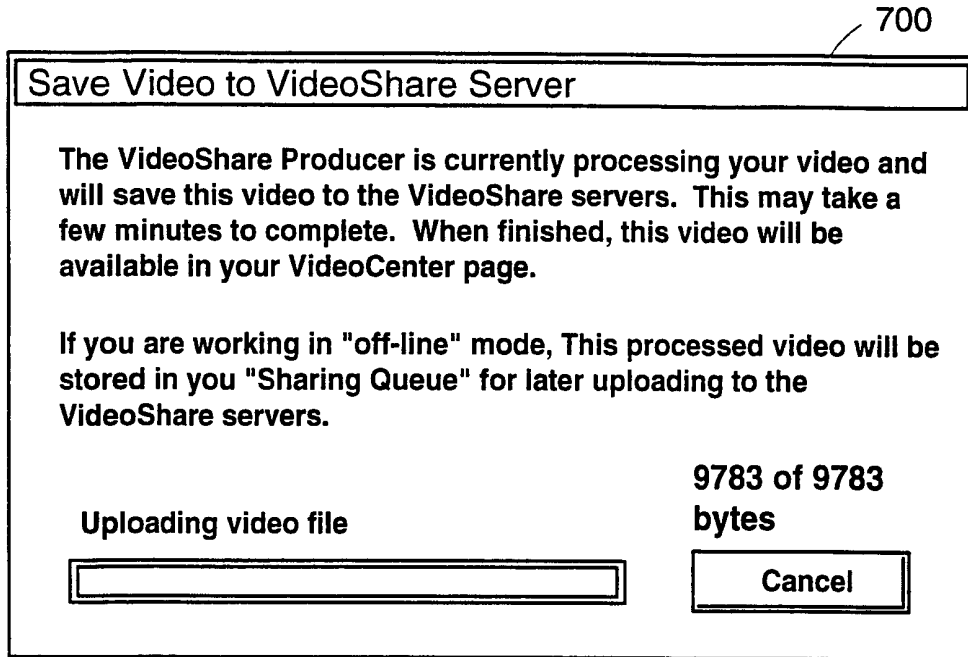 700
Save Video to VideoShare Server
The VideoShare Producer is currently processing your video and
will save this video to the VideoShare servers.  This may take a
few minutes to complete.  When finished, this video will be
available in your VideoCenter page.
If you are working in "off-line" mode, This processed video will be
stored in you "Sharing Queue" for later uploading to the
VideoShare servers.
9783 of 9783
bytes
Uploading video file
Cancel